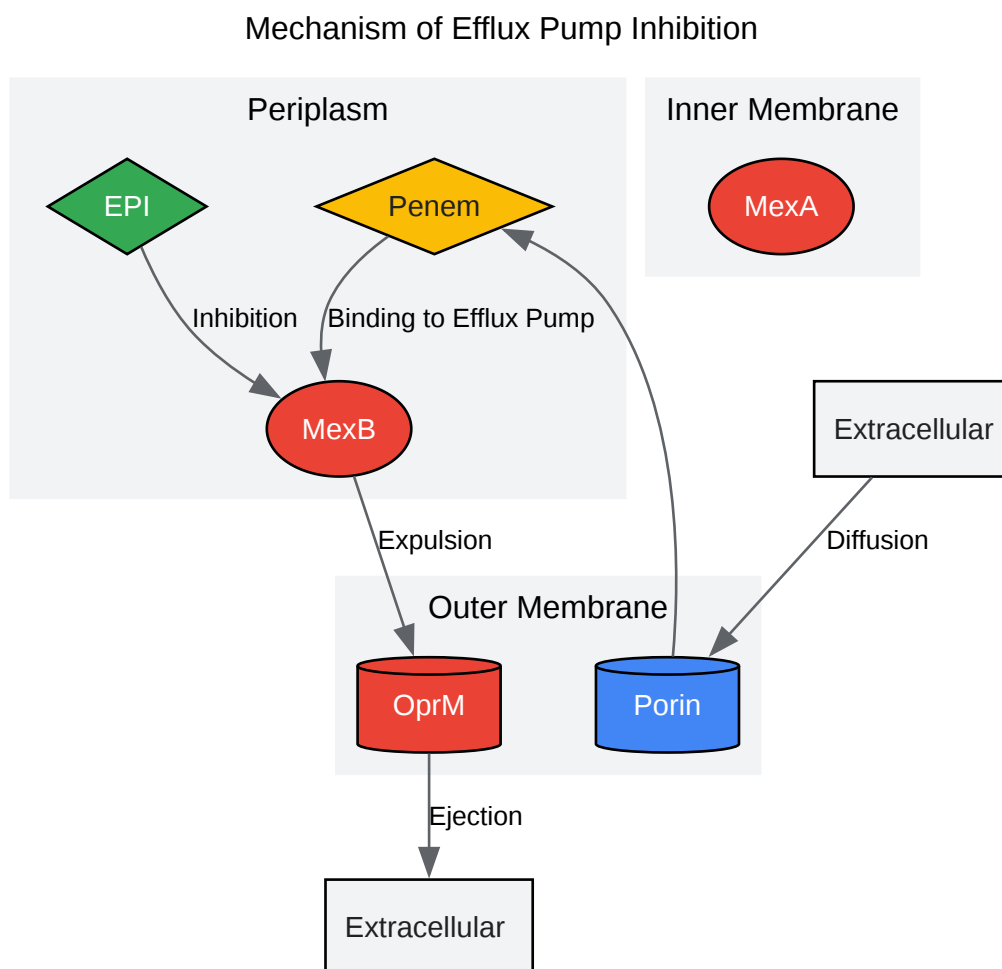 Mechanism of Efflux Pump Inhibition
Periplasm
Inner Membrane
EPI
Penem
MexA
Inhibition
Binding to Efflux Pump
MexB
Extracellular
Expulsion
Diffusion
Outer Membrane
OprM
Porin
Ejection
Extracellular